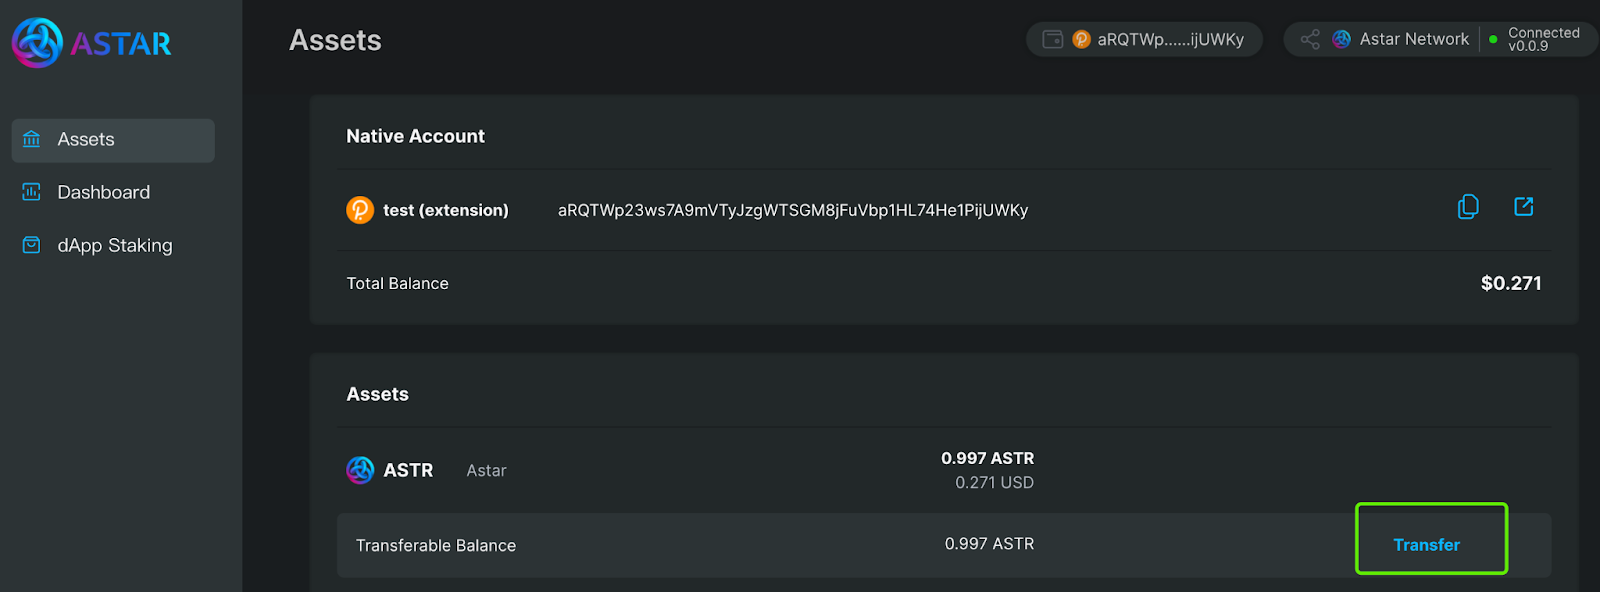 ASTAR
Assets
aRQTWp......ijUWKy
Astar Network
Connected
v0.0.9
Assets
Dashboard
dApp Staking
Native Account
test (extension)
aRQTWp23ws7A9mVTyJzgWTSGM8jFuVbp1HL74He1PijUWKy
Total Balance
$0.271
Assets
ASTR
Astar
0.997 ASTR
0.271 USD
Transferable Balance
0.997 ASTR
Transfer